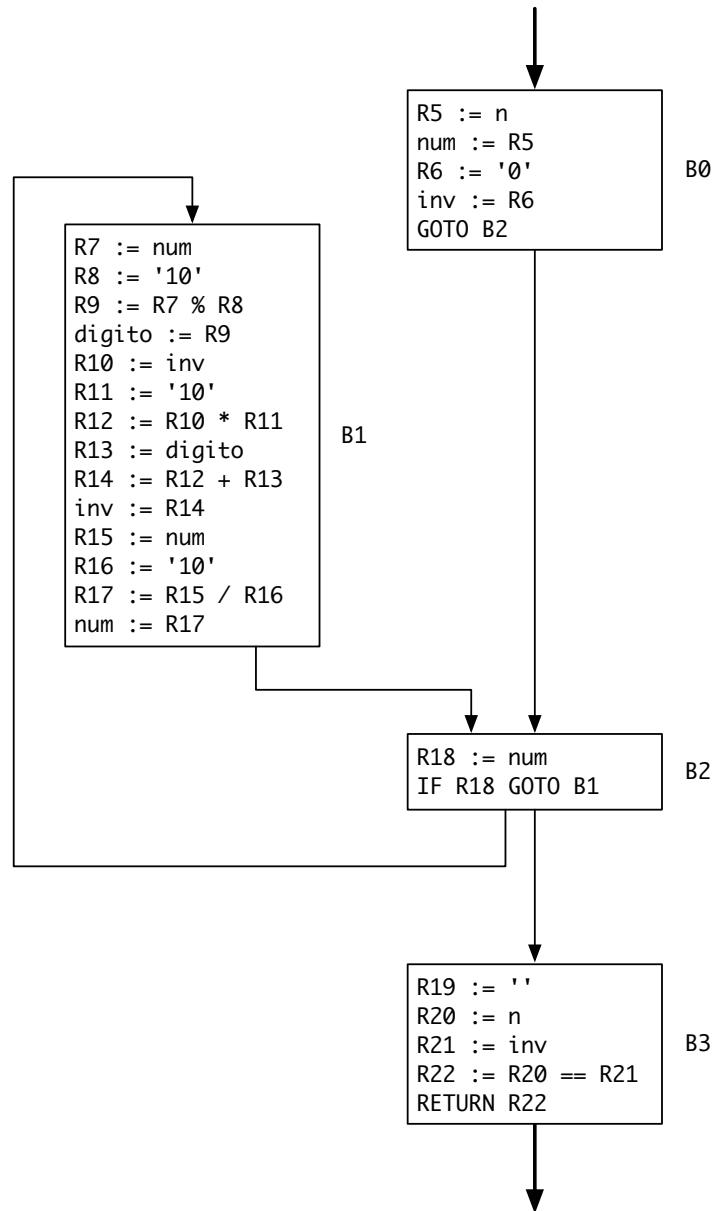 R5 := n
num := R5
R6 := '0'
inv := R6
GOTO B2
B0
R7 := num
R8 := '10'
R9 := R7 % R8
digito := R9
R10 := inv
R11 := '10'
R12 := R10 * R11
R13 := digito
R14 := R12 + R13
inv := R14
R15 := num
R16 := '10'
R17 := R15 / R16
num := R17
B1
R18 := num
IF R18 GOTO B1
B2
R19 := ''
R20 := n
R21 := inv
R22 := R20 == R21
RETURN R22
B3